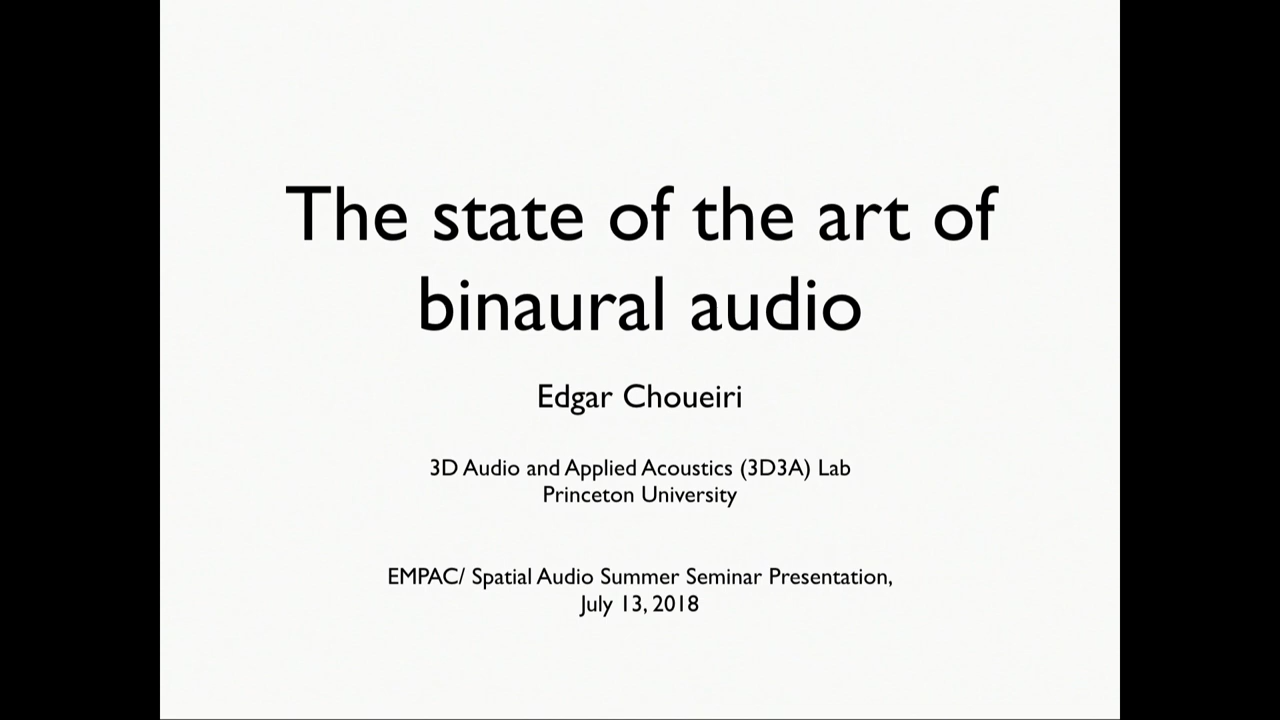 The state of the art of
binaural audio
Edgar Choueiri
3D Audio and Applied Acoustics (3D3A) Lab
Princeton University
EMPAC/ Spatial Audio Summer Seminar Presentation,
July 13, 2018